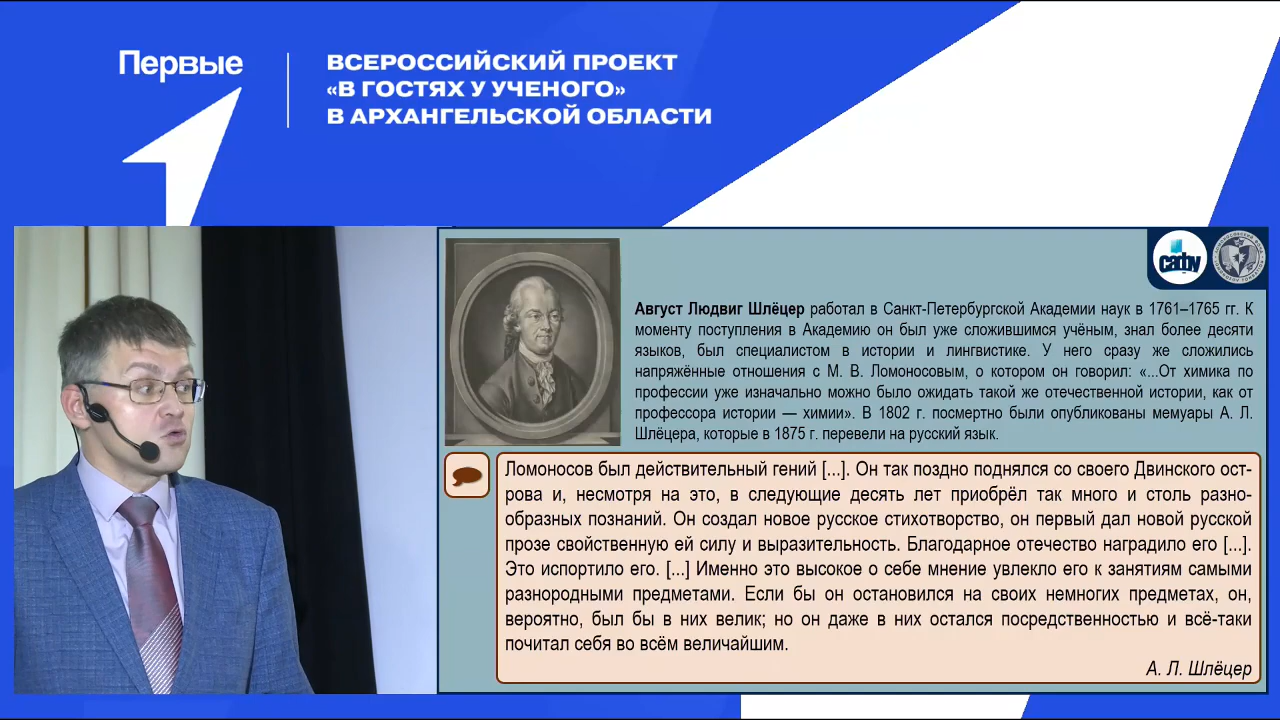 Первые
ВСЕРОССИЙСКИЙ ПРОЕКТ
«В ГОСТЯХ У УЧЕНОГО»
В АРХАНГЕЛЬСКОЙ ОБЛАСТИ
сафу
Август Людвиг Шлёцер работал в Санкт-Петербургской Академии наук в 1761–1765 гг. К
моменту поступления в Академию он был уже сложившимся учёным, знал более десяти
языков, был специалистом в истории и лингвистике. У него сразу же сложились
напряжённые отношения с М. В. Ломоносовым, о котором он говорил: «...От химика по
профессии уже изначально можно было ожидать такой же отечественной истории, как от
профессора истории — химии». В 1802 г. посмертно были опубликованы мемуары А. Л.
Шлёцера, которые в 1875 г. перевели на русский язык.
Ломоносов был действительный гений [...]. Он так поздно поднялся со своего Двинского ост-
рова и, несмотря на это, в следующие десять лет приобрёл так много и столь разно-
образных познаний. Он создал новое русское стихотворство, он первый дал новой русской
прозе свойственную ей силу и выразительность. Благодарное отечество наградило его [...].
Это испортило его. [...] Именно это высокое о себе мнение увлекло его к занятиям самыми
разнородными предметами. Если бы он остановился на своих немногих предметах, он,
вероятно, был бы в них велик; но он даже в них остался посредственностью и всё-таки
почитал себя во всём величайшим.
А. Л. Шлёцер